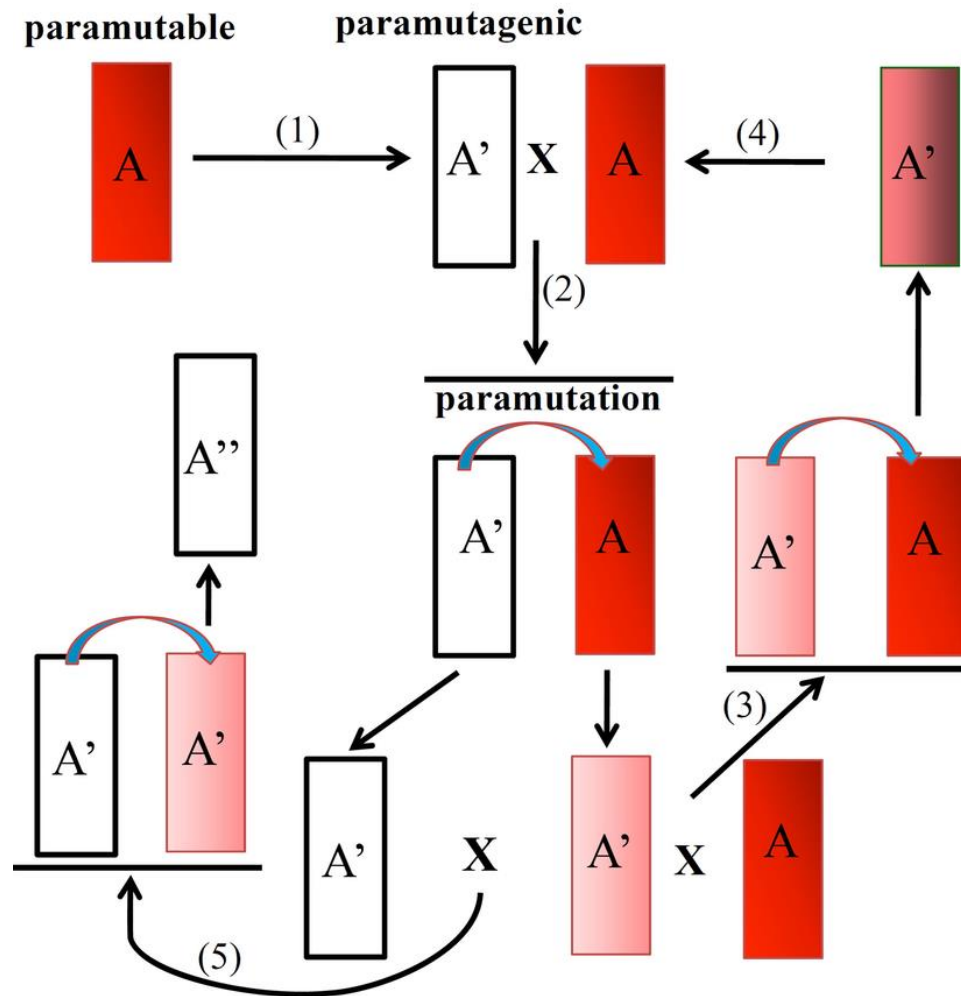 paramutable
paramutagenic
A
(1)
A’
X
A
(4)
A’
(2)
paramutation
A’’
A’
A
A’
A
A’
A’
(3)
A’
X
A’
X
A
(5)